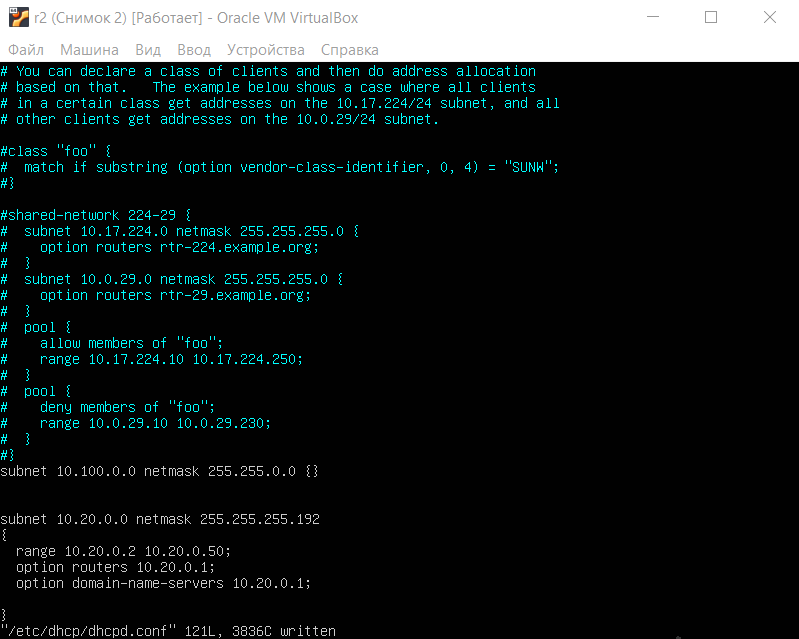 r2 (Снимок 2) [Работает] - Oracle VM VirtualBox
Файл Машина Вид Ввод Устройства Справка
# You can declare a class of clients and then do address allocation
# based on that.   The example below shows a case where all clients
# in a certain class get addresses on the 10.17.224/24 subnet, and all
# other clients get addresses on the 10.0.29/24 subnet.
#class "foo" {
#  match if substring (option vendor-class-identifier, 0, 4) = "SUNW";
#}
#shared-network 224-29 {
#  subnet 10.17.224.0 netmask 255.255.255.0 {
#    option routers rtr-224.example.org;
#  }
#  subnet 10.0.29.0 netmask 255.255.255.0 {
#    option routers rtr-29.example.org;
#  }
#  pool {
#    allow members of "foo";
#    range 10.17.224.10 10.17.224.250;
#  }
#  pool {
#    deny members of "foo";
#    range 10.0.29.10 10.0.29.230;
#  }
#}
subnet 10.100.0.0 netmask 255.255.0.0 {}
subnet 10.20.0.0 netmask 255.255.255.192
{
  range 10.20.0.2 10.20.0.50;
  option routers 10.20.0.1;
  option domain-name-servers 10.20.0.1;
}
"/etc/dhcp/dhcpd.conf" 121L, 3836C written